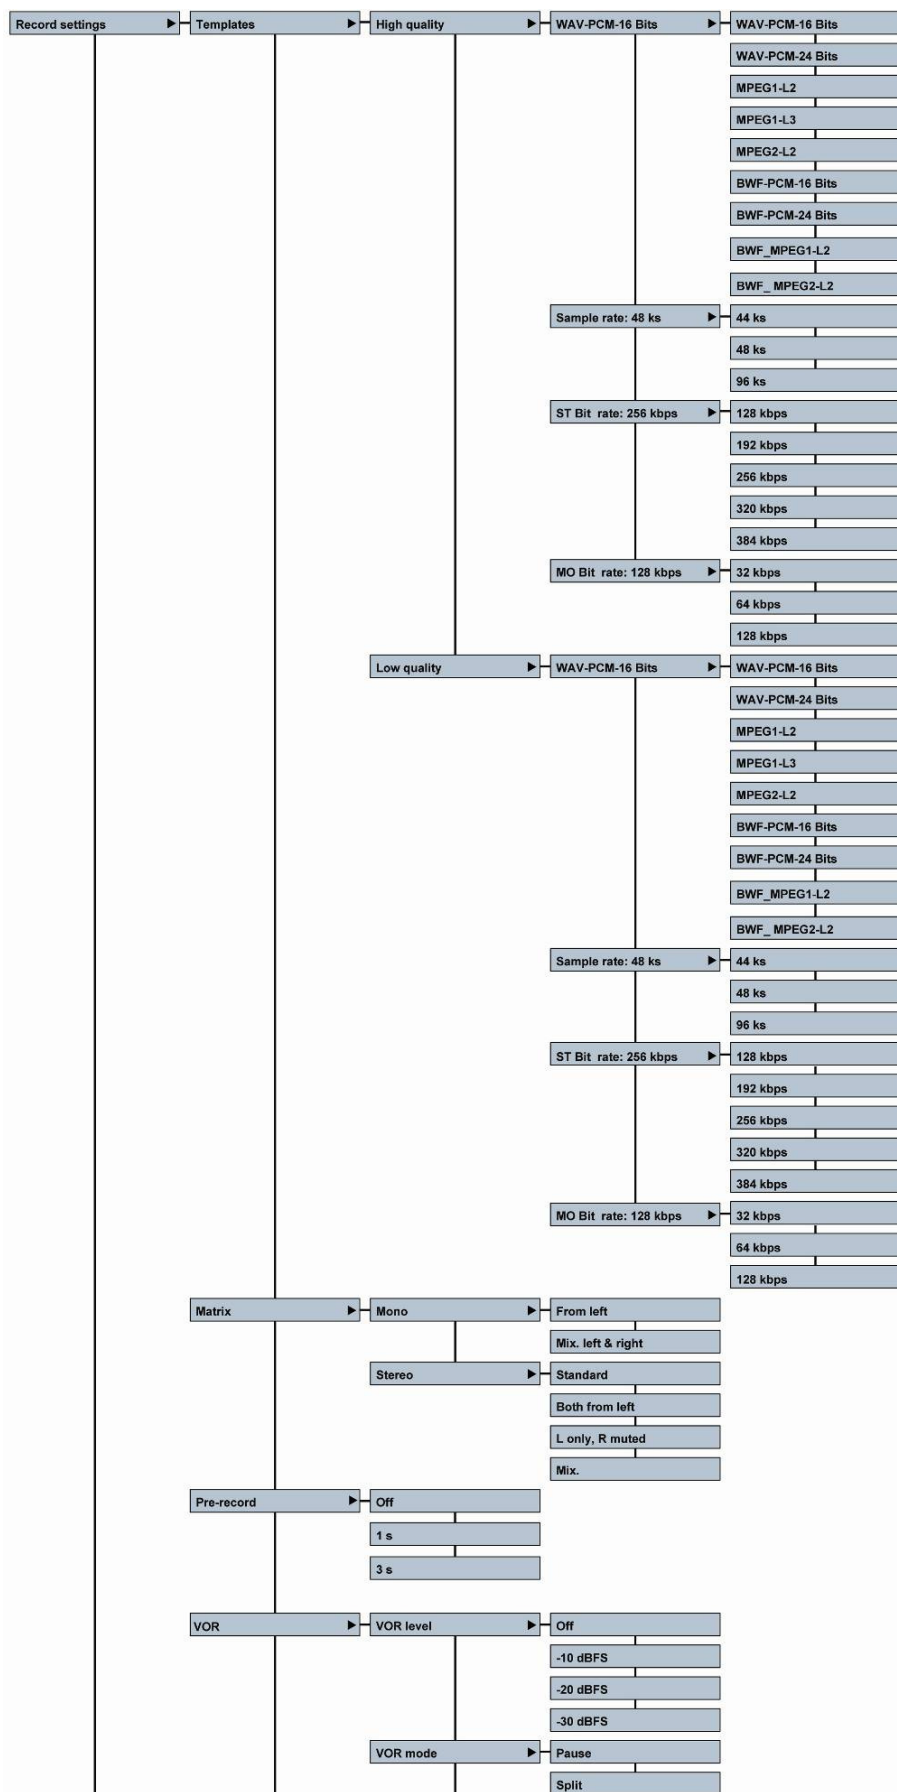 Record settings Templates High quality WAV-PCM-16 Bits WAV-PCM-16 Bits
WAV-PCM-24 Bits
MPEG1-L2
MPEG1-L3
MPEG2-L2
BWF-PCM-16 Bits
BWF-PCM-24 Bits
BWF_MPEG1-L2
BWF_ MPEG2-L2
Sample rate: 48 ks 44 ks
48 ks
96 ks
ST Bit rate: 256 kbps 128 kbps
192 kbps
256 kbps
320 kbps
384 kbps
MO Bit rate: 128 kbps 32 kbps
64 kbps
128 kbps
Low quality WAV-PCM-16 Bits WAV-PCM-16 Bits
WAV-PCM-24 Bits
MPEG1-L2
MPEG1-L3
MPEG2-L2
BWF-PCM-16 Bits
BWF-PCM-24 Bits
BWF_MPEG1-L2
BWF_ MPEG2-L2
Sample rate: 48 ks 44 ks
48 ks
96 ks
ST Bit rate: 256 kbps 128 kbps
192 kbps
256 kbps
320 kbps
384 kbps
MO Bit rate: 128 kbps 32 kbps
64 kbps
128 kbps
Matrix Mono From left
Mix. left & right
Stereo Standard
Both from left
L only, R muted
Mix.
Pre-record Off
1 s
3 s
VOR VOR level Off
-10 dBFS
-20 dBFS
-30 dBFS
VOR mode Pause
Split